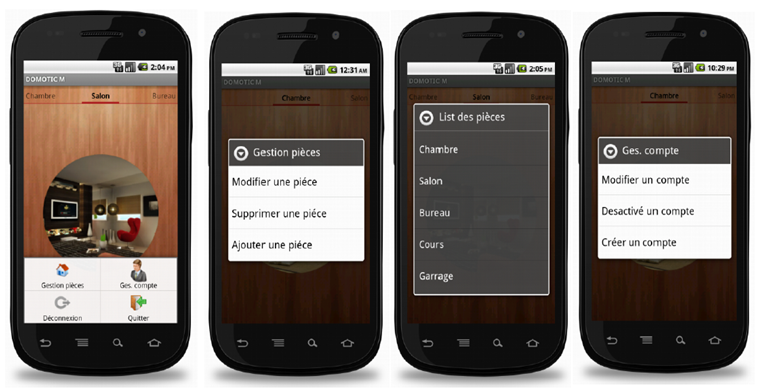 2:04 PM
DOMOTIC M
Chambre Salon Bureau
Gestion pièces Ges. compte
Déconnexion Quitter
12:31 AM
DOMOTIC M
Chambre Salon
Gestion pièces
Modifier une piéce
Supprimer une piéce
Ajouter une piéce
2:05 PM
DOMOTIC M
Chambre Salon Bureau
List des pièces
Chambre
Salon
Bureau
Cours
Garrage
10:29 PM
DOMOTIC M
Chambre Salon
Ges. compte
Modifier un compte
Desactivé un compte
Créer un compte